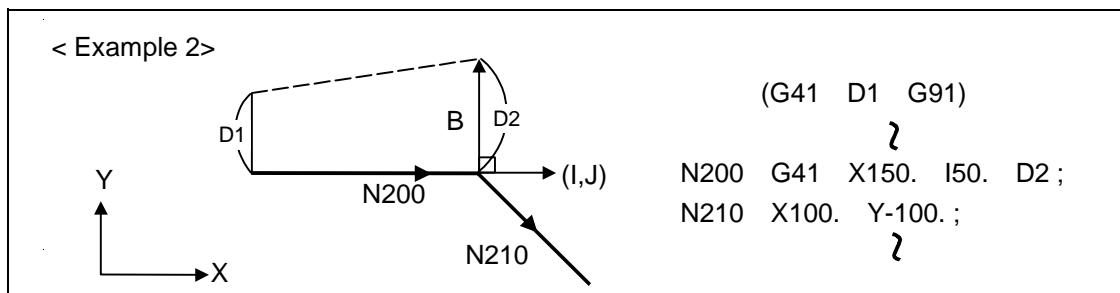 < Example 2>
D1
B
D2
(I,J)
N200
N210
Y
X
(G41 D1 G91)
N200 G41 X150. I50. D2 ;
N210 X100. Y-100. ;